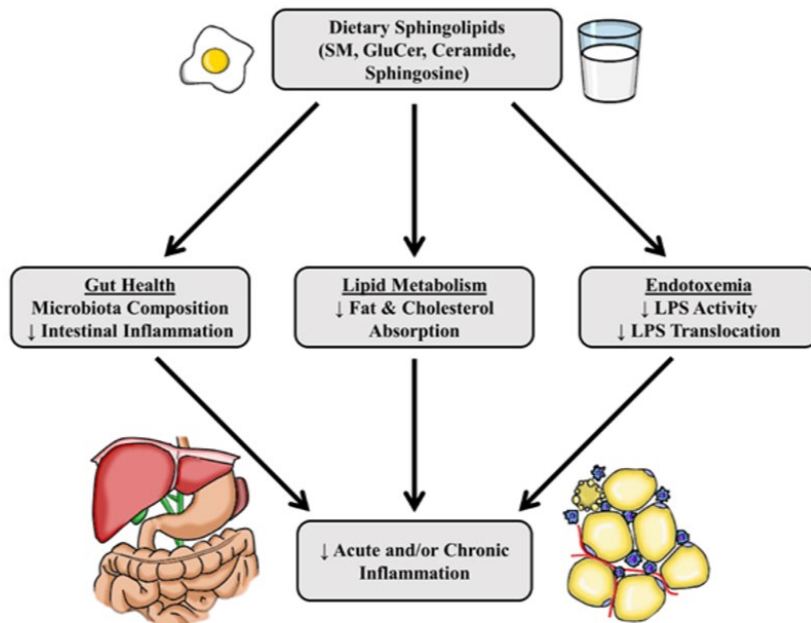 Dietary Sphingolipids
(SM, GluCer, Ceramide,
Sphingosine)
Gut Health
Microbiota Composition
↓ Intestinal Inflammation
Lipid Metabolism
↓ Fat & Cholesterol
Absorption
Endotoxemia
↓ LPS Activity
↓ LPS Translocation
↓ Acute and/or Chronic
Inflammation